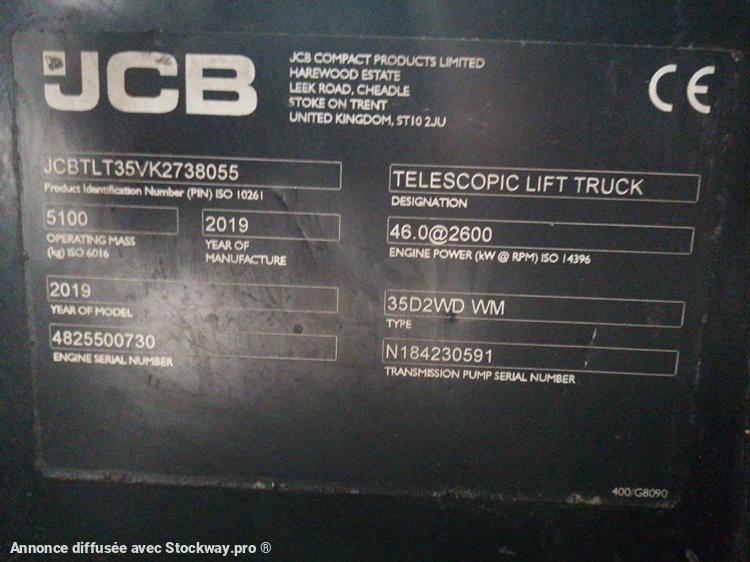 JCB
JCB COMPACT PRODUCTS LIMITED
HAREWOOD ESTATE
LEEK ROAD, CHEADLE
STOKE ON TRENT
UNITED KINGDOM, ST10 2JU
CE
JCBTLT35VK2738055
Product Identification Number (PIN) ISO 10261
5100
OPERATING MASS
(kg) ISO 6016
2019
YEAR OF
MANUFACTURE
2019
YEAR OF MODEL
4825500730
ENGINE SERIAL NUMBER
TELESCOPIC LIFT TRUCK
DESIGNATION
46.0@2600
ENGINE POWER (kW @ RPM) ISO 14396
35D2WD WM
TYPE
N184230591
TRANSMISSION PUMP SERIAL NUMBER
400/G8090
Annonce diffusée avec Stockway.pro ®